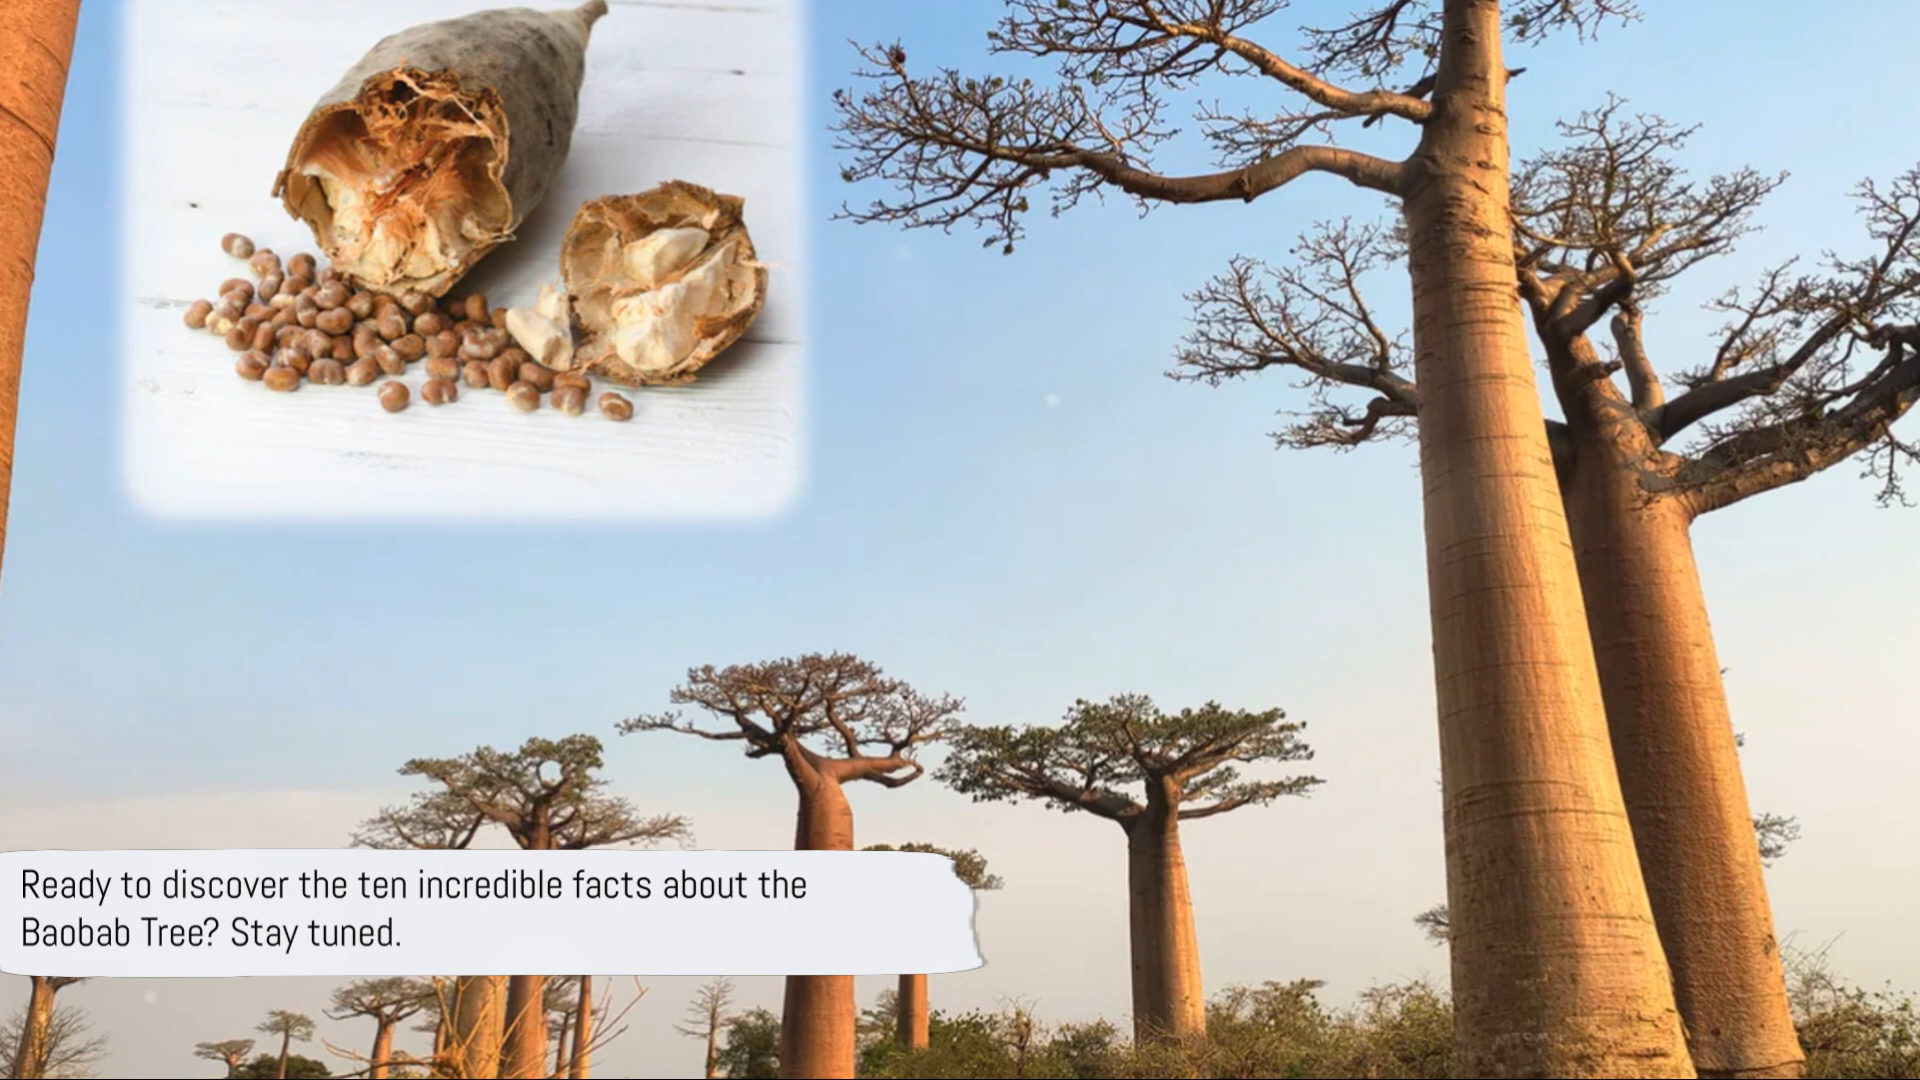 Ready to discover the ten incredible facts about the
Baobab Tree? Stay tuned.